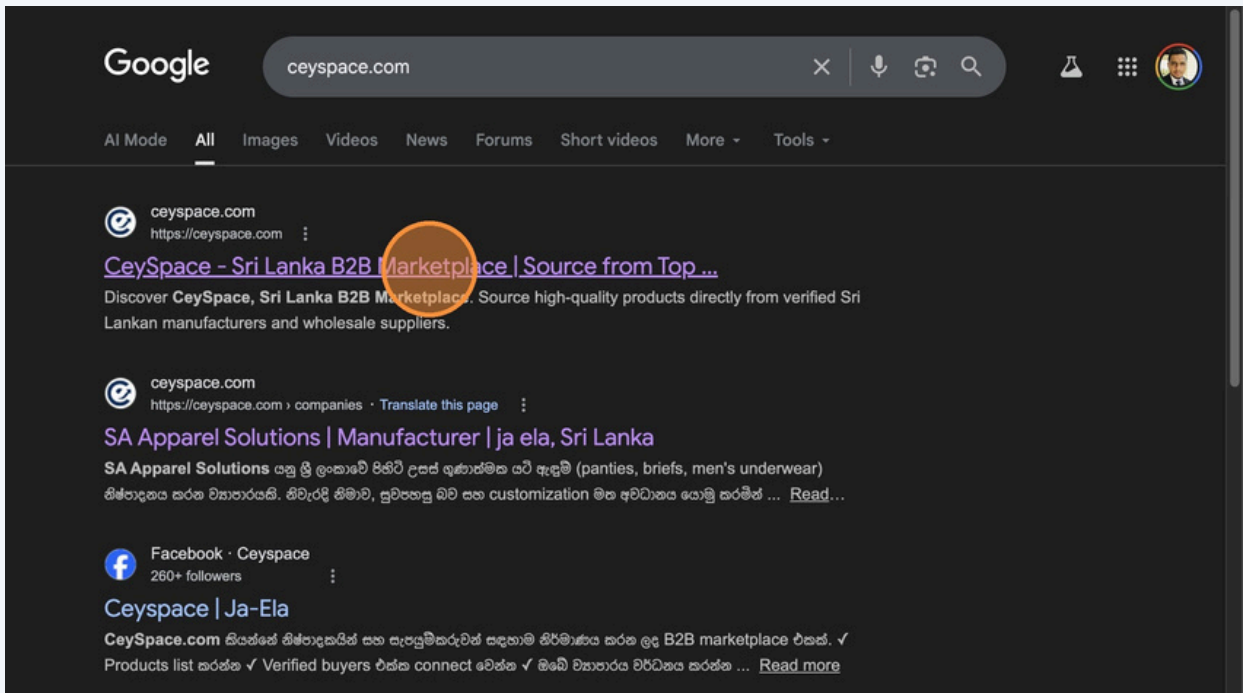 Google
ceyspace.com
AI Mode All Images Videos News Forums Short videos More Tools
ceyspace.com
https://ceyspace.com
CeySpace - Sri Lanka B2B Marketplace | Source from Top ...
Discover CeySpace, Sri Lanka B2B Marketplace. Source high-quality products directly from verified Sri
Lankan manufacturers and wholesale suppliers.
ceyspace.com
https://ceyspace.com › companies · Translate this page
SA Apparel Solutions | Manufacturer | ja ela, Sri Lanka
SA Apparel Solutions යනු ශ්‍රී ලංකාවේ පිහිටි උසස් ගුණාත්මක යටි ඇඳුම් (panties, briefs, men's underwear)
නිෂ්පාදනය කරන ව්‍යාපාරයකි. නිවැරදි නිමාව, සුවපහසු බව සහ customization මත අවධානය යොමු කරමින් ... Read...
Facebook · Ceyspace
260+ followers
Ceyspace | Ja-Ela
CeySpace.com කියන්නේ නිෂ්පාදකයින් සහ සැපයුම්කරුවන් සඳහාම නිර්මාණය කරන ලද B2B marketplace එකක්. ✓
Products list කරන්න ✓ Verified buyers එක්ක connect වෙන්න ✓ ඔබේ ව්‍යාපාරය වර්ධනය කරන්න ... Read more